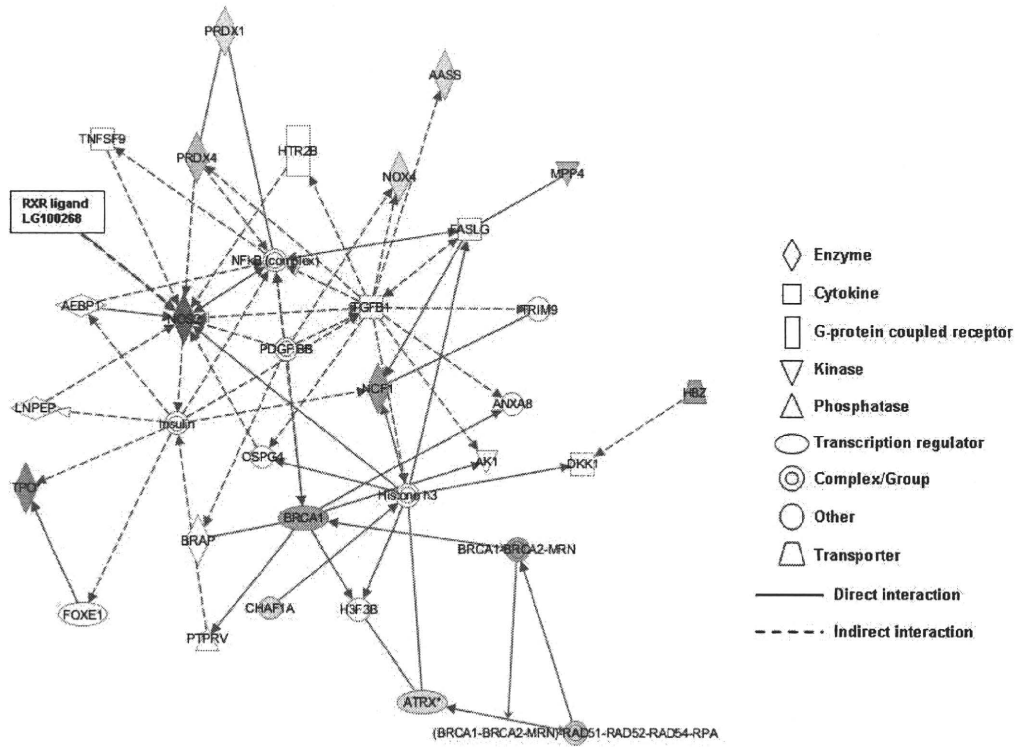 PRDX1
AASS
TNFSF9
PRDX4
HTR2B
NOX4
MPP4
RXR ligand
LG100268
FASLG
NFkB (complex)
AEBP1
TGFB1
TRIM9
PDGF BB
NCF1
HBZ
LNPEP
Insulin
ANXA8
CSPG4
AK1
DKK1
TPO
Histone h3
BRCA1
BRAP
BRCA1-BRCA2-MRN
FOXE1
CHAF1A
H3F3B
PTPRV
ATRX*
(BRCA1-BRCA2-MRN)-RAD51-RAD52-RAD54-RPA
Enzyme
Cytokine
G-protein coupled receptor
Kinase
Phosphatase
Transcription regulator
Complex/Group
Other
Transporter
Direct interaction
Indirect interaction